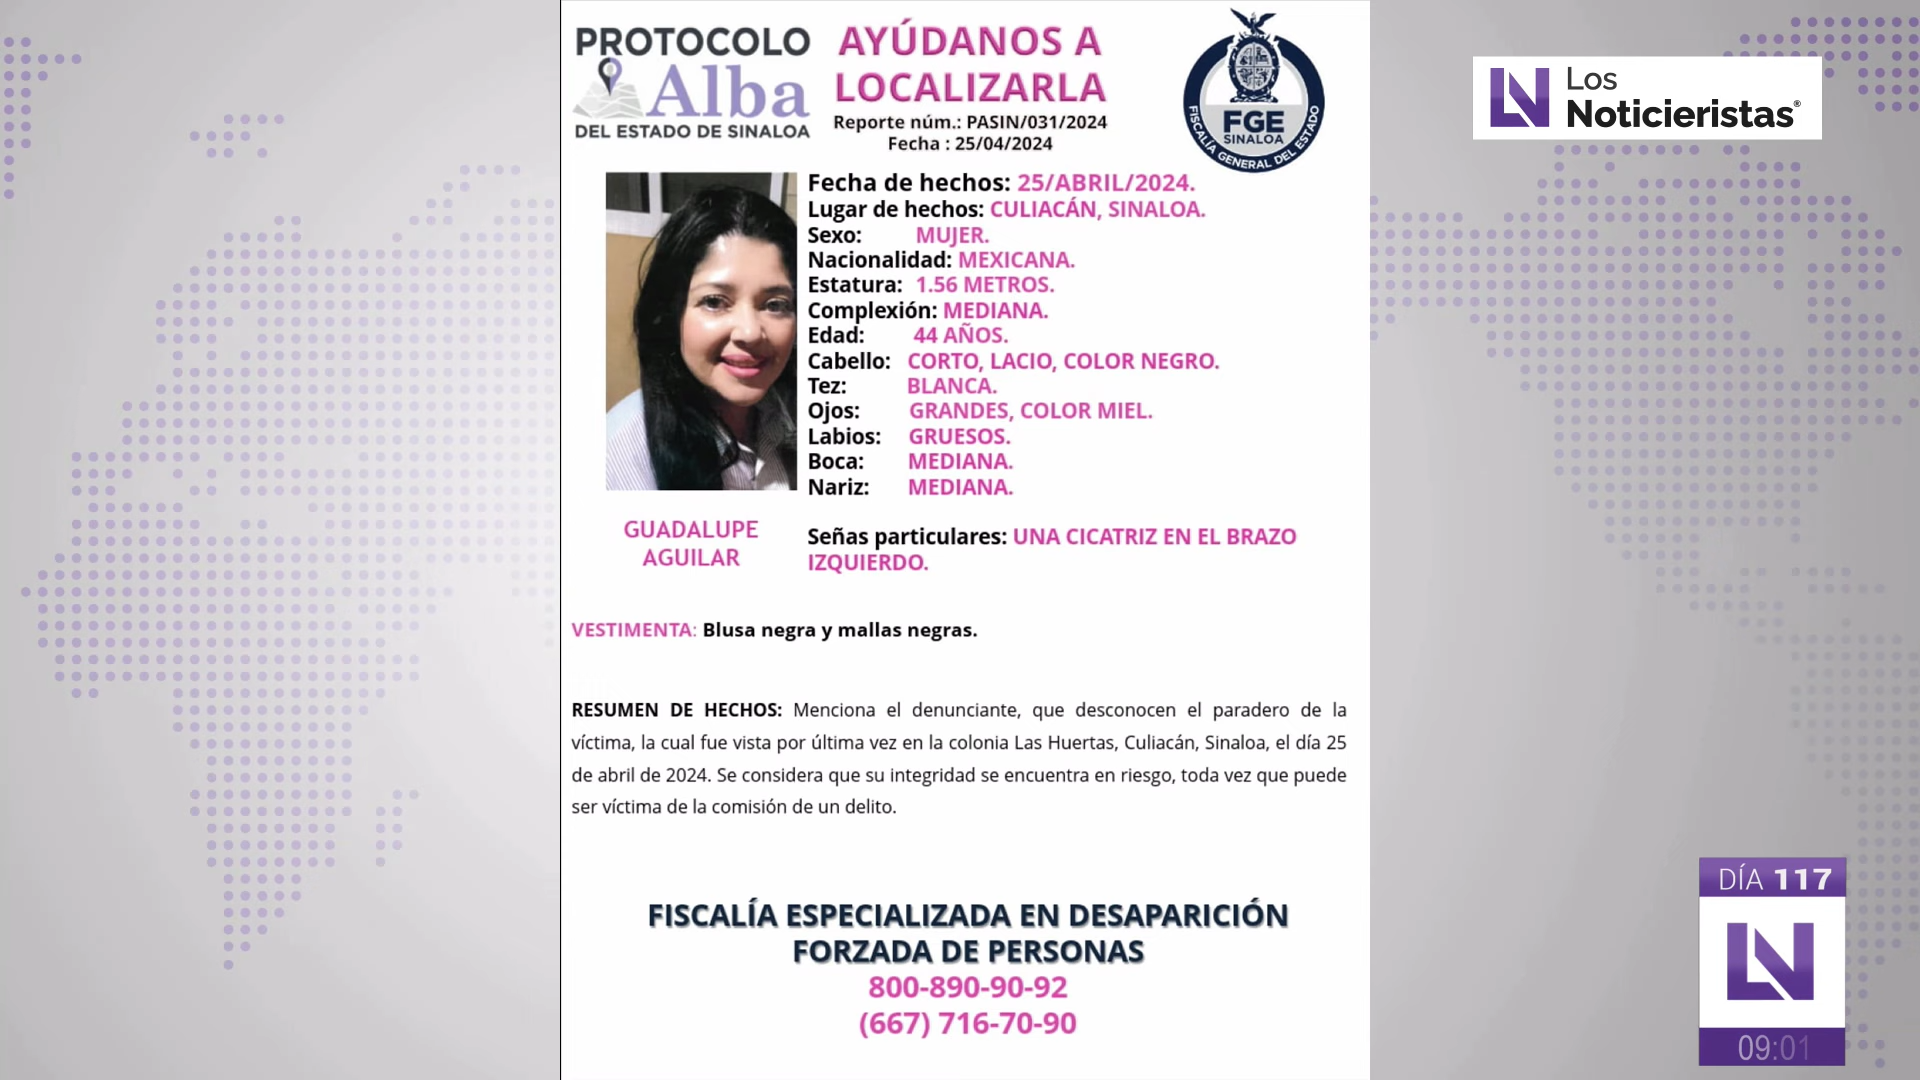 PROTOCOLO
Alba
DEL ESTADO DE SINALOA
AYÚDANOS A
LOCALIZARLA
Reporte núm.: PASIN/031/2024
Fecha : 25/04/2024
FGE
SINALOA
FISCALÍA GENERAL DEL ESTADO
Los
Noticieristas®
Fecha de hechos: 25/ABRIL/2024.
Lugar de hechos: CULIACÁN, SINALOA.
Sexo: MUJER.
Nacionalidad: MEXICANA.
Estatura: 1.56 METROS.
Complexión: MEDIANA.
Edad: 44 AÑOS.
Cabello: CORTO, LACIO, COLOR NEGRO.
Tez: BLANCA.
Ojos: GRANDES, COLOR MIEL.
Labios: GRUESOS.
Boca: MEDIANA.
Nariz: MEDIANA.
GUADALUPE
AGUILAR
Señas particulares: UNA CICATRIZ EN EL BRAZO
IZQUIERDO.
VESTIMENTA: Blusa negra y mallas negras.
RESUMEN DE HECHOS: Menciona el denunciante, que desconocen el paradero de la
víctima, la cual fue vista por última vez en la colonia Las Huertas, Culiacán, Sinaloa, el día 25
de abril de 2024. Se considera que su integridad se encuentra en riesgo, toda vez que puede
ser víctima de la comisión de un delito.
FISCALÍA ESPECIALIZADA EN DESAPARICIÓN
FORZADA DE PERSONAS
800-890-90-92
(667) 716-70-90
DÍA 117
LN
09:01